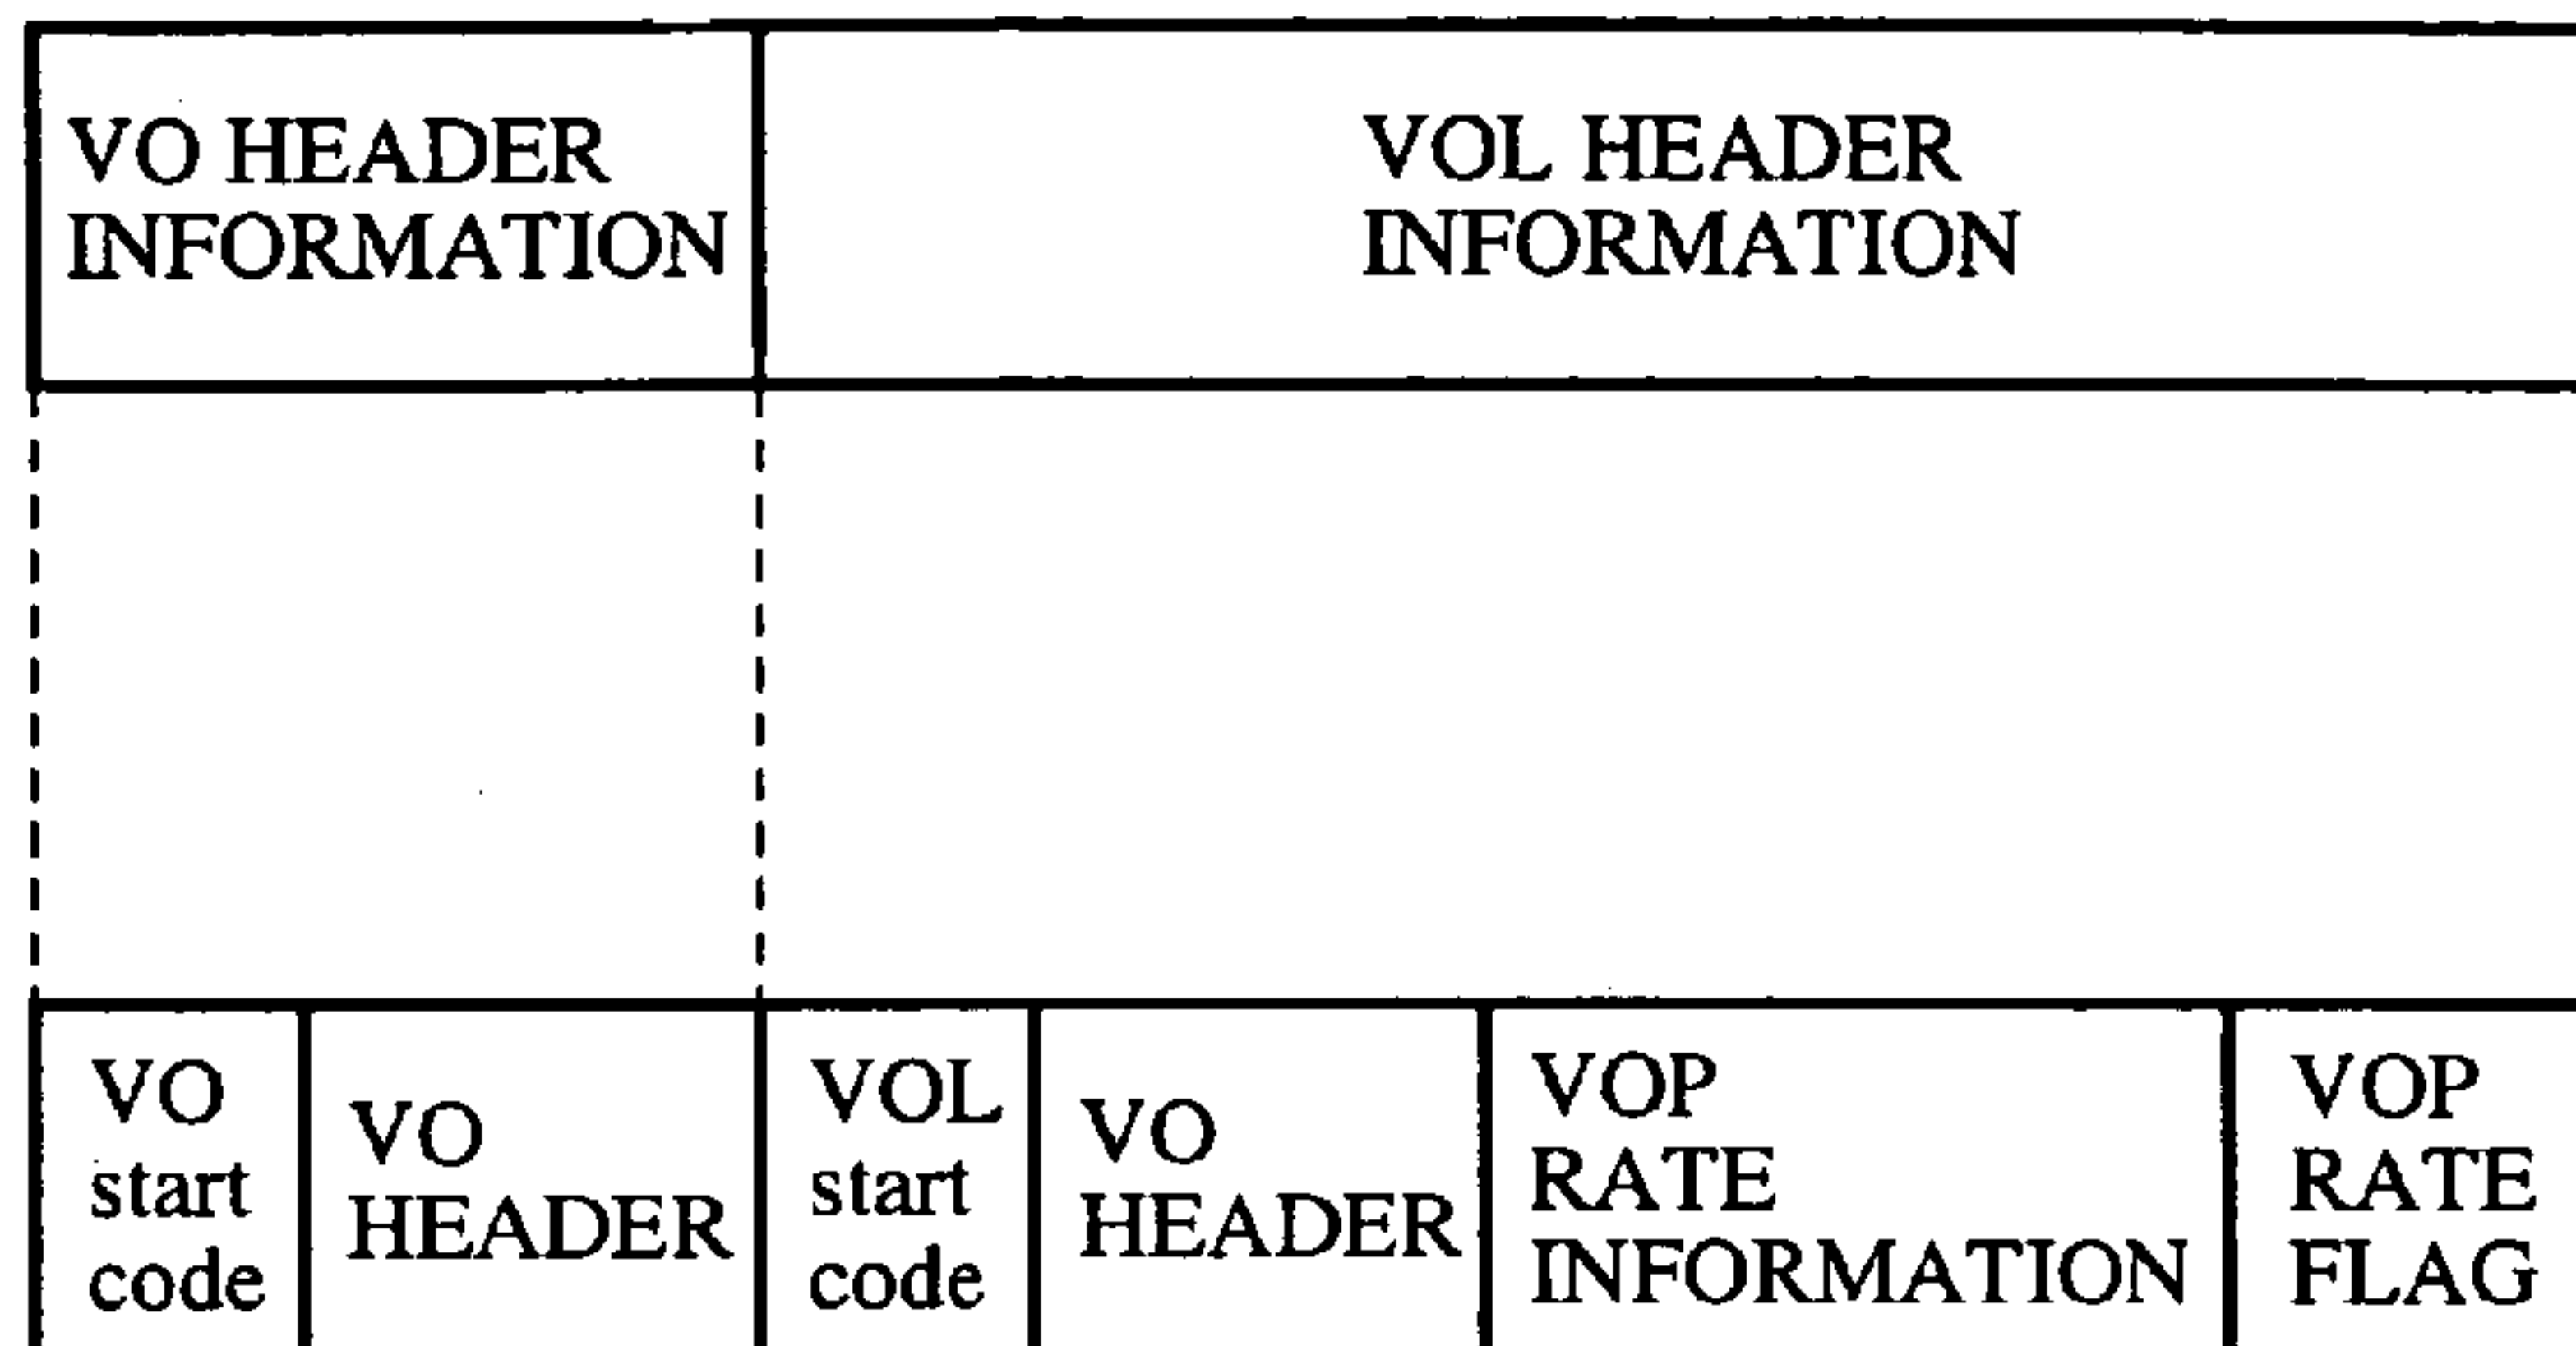 VO HEADER
INFORMATION
VOL HEADER
INFORMATION
VO
start
code
VO
HEADER
VOL
start
code
VO
HEADER
VOP
RATE
INFORMATION
VOP
RATE
FLAG